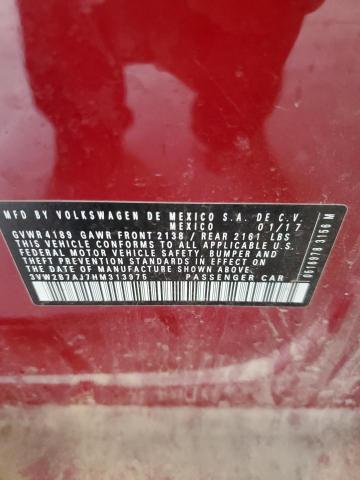 MFD BY VOLKSWAGEN DE MEXICO S.A. DE C.V.
MEXICO 01/17
GVWR 4189 GAWR FRONT 2138 / REAR 2161 LBS
THIS VEHICLE CONFORMS TO ALL APPLICABLE U.S.
FEDERAL MOTOR VEHICLE SAFETY, BUMPER AND
THEFT PREVENTION STANDARDS IN EFFECT ON
THE DATE OF MANUFACTURE SHOWN ABOVE.
3VW2B7AJ7HM313975 PASSENGER CAR